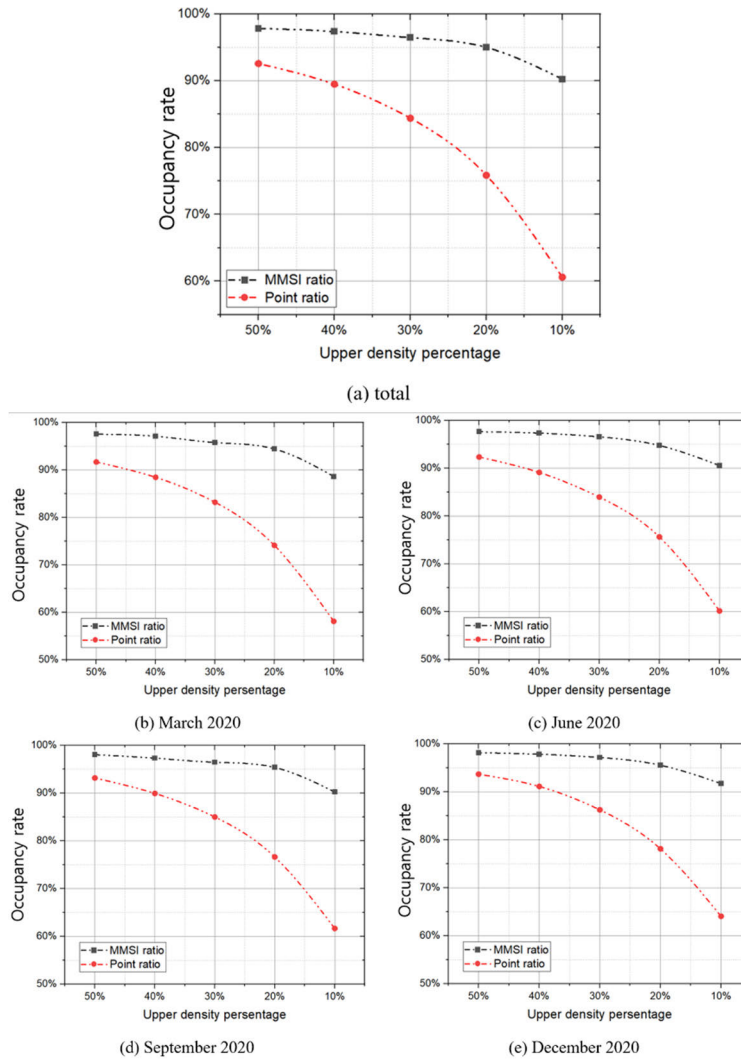 100%
90%
80%
70%
60%
Occupancy rate
MMSI ratio
Point ratio
50% 40% 30% 20% 10%
Upper density percentage
(a) total
100%
90%
80%
70%
60%
50%
Occupancy rate
MMSI ratio
Point ratio
50% 40% 30% 20% 10%
Upper density persentage
(b) March 2020
100%
90%
80%
70%
60%
50%
Occupancy rate
MMSI ratio
Point ratio
50% 40% 30% 20% 10%
Upper density persentage
(c) June 2020
100%
90%
80%
70%
60%
50%
Occupancy rate
MMSI ratio
Point ratio
50% 40% 30% 20% 10%
Upper density persentage
(d) September 2020
100%
90%
80%
70%
60%
50%
Occupancy rate
MMSI ratio
Point ratio
50% 40% 30% 20% 10%
Upper density persentage
(e) December 2020